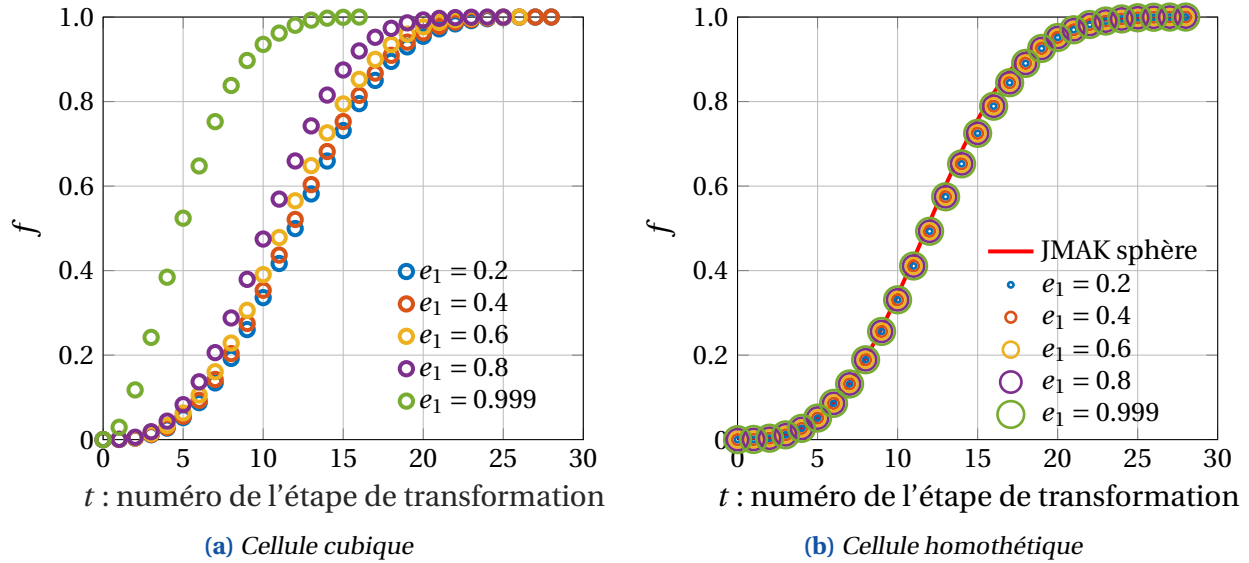 1.0
0.8
0.6
0.4
0.2
0
f
0 5 10 15 20 25 30
t : numéro de l'étape de transformation
e₁ = 0.2
e₁ = 0.4
e₁ = 0.6
e₁ = 0.8
e₁ = 0.999
(a) Cellule cubique
1.0
0.8
0.6
0.4
0.2
0
f
0 5 10 15 20 25 30
t : numéro de l'étape de transformation
JMAK sphère
e₁ = 0.2
e₁ = 0.4
e₁ = 0.6
e₁ = 0.8
e₁ = 0.999
(b) Cellule homothétique